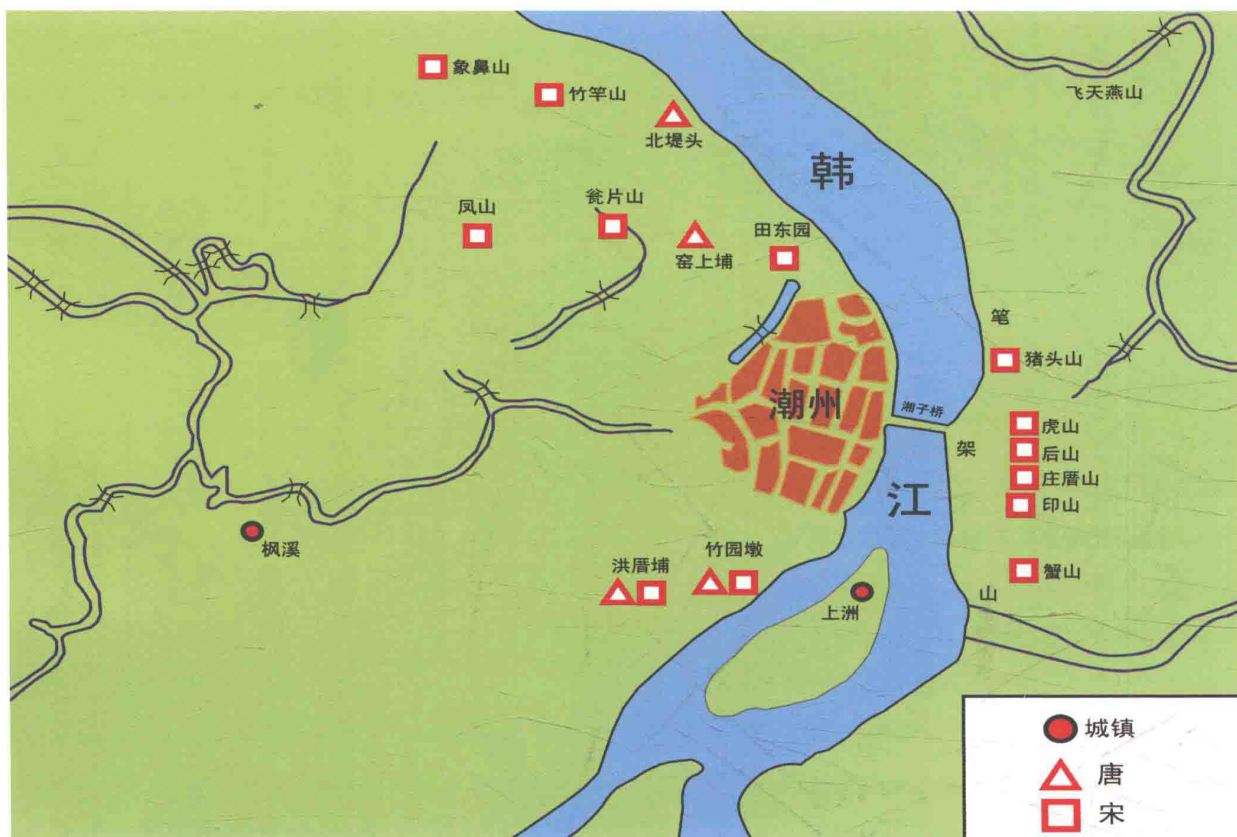 象鼻山
竹竿山
北堤头
韩
飞天燕山
凤山
瓮片山
窑上埔
田东园
笔
猪头山
潮州
湘子桥
虎山
架
后山
庄厝山
江
印山
枫溪
洪厝埔
竹园墩
蟹山
上洲
山
城镇
唐
宋